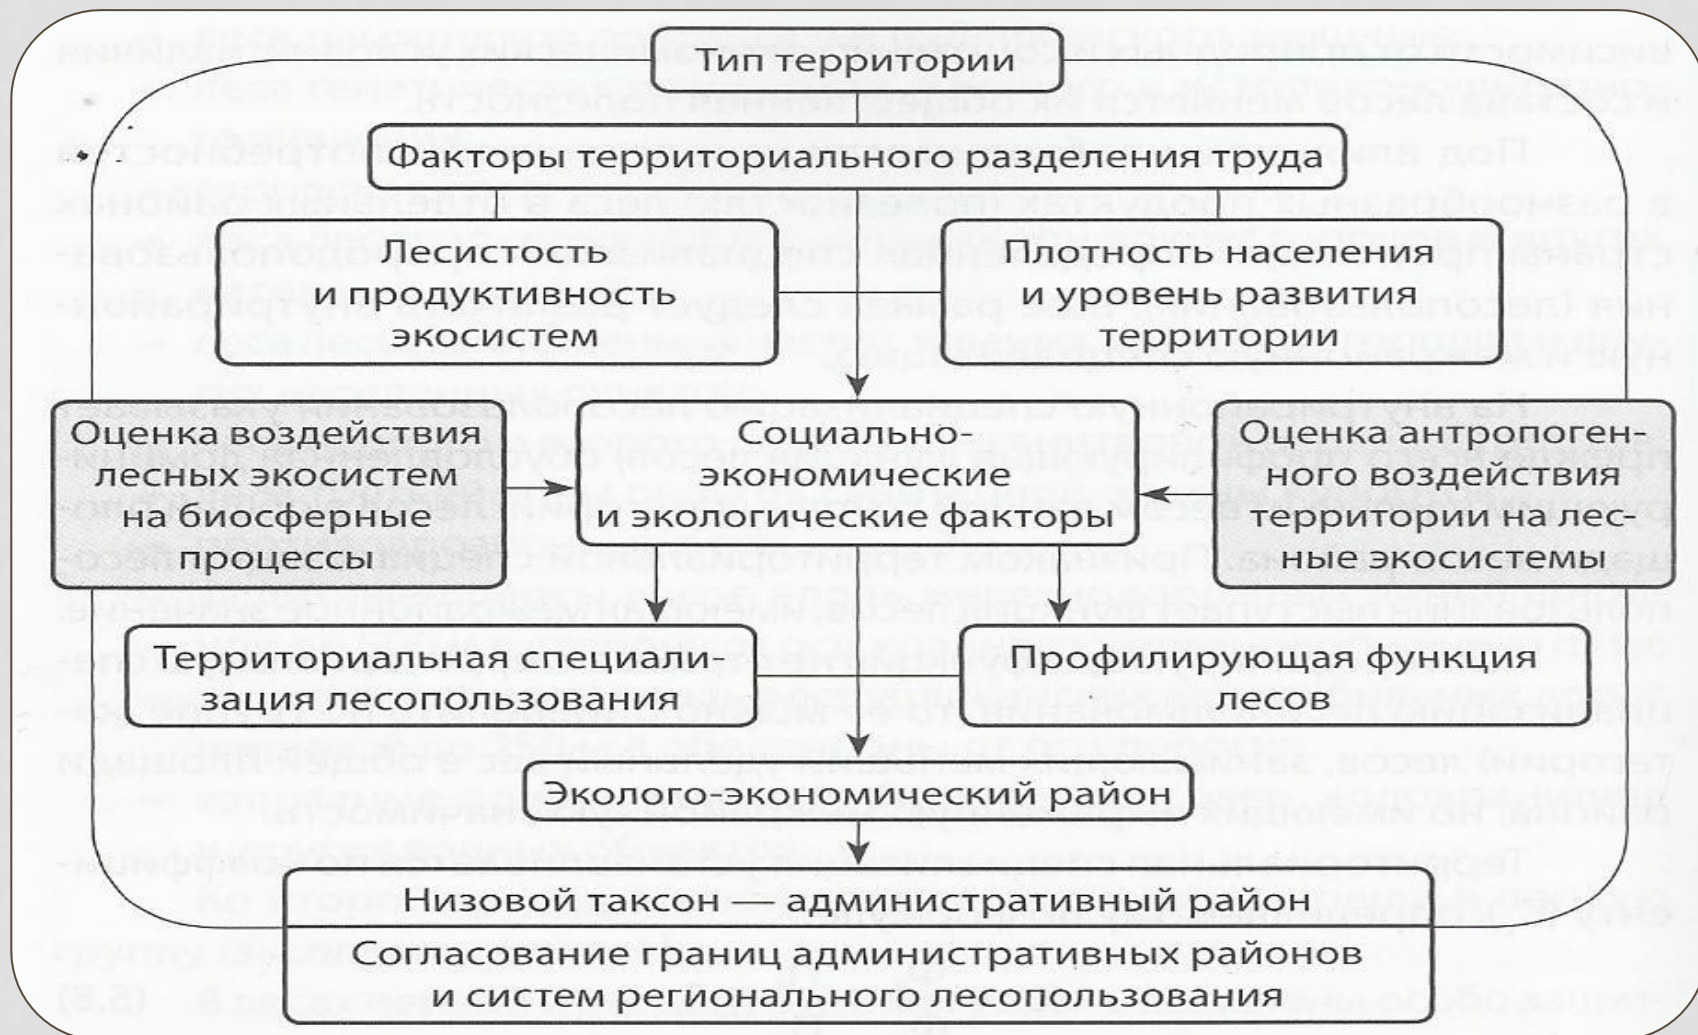 Тип территории
Факторы территориального разделения труда
Лесистость
и продуктивность
экосистем
Плотность населения
и уровень развития
территории
Оценка воздействия
лесных экосистем
на биосферные
процессы
Социально-
экономические
и экологические факторы
Оценка антропоген-
ного воздействия
территории на лес-
ные экосистемы
Территориальная специали-
зация лесопользования
Профилирующая функция
лесов
Эколого-экономический район
Низовой таксон — административный район
Согласование границ административных районов
и систем регионального лесопользования